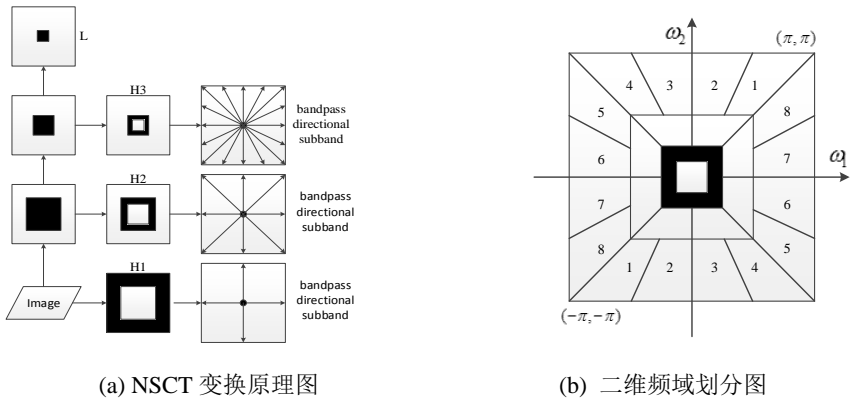 L
H3
bandpass
directional
subband
H2
bandpass
directional
subband
H1
Image
bandpass
directional
subband
(a) NSCT 变换原理图
ω₂
(π, π)
4 3 2 1
5 8
6 7
ω₁
7 6
8 5
1 2 3 4
(-π,-π)
(b) 二维频域划分图